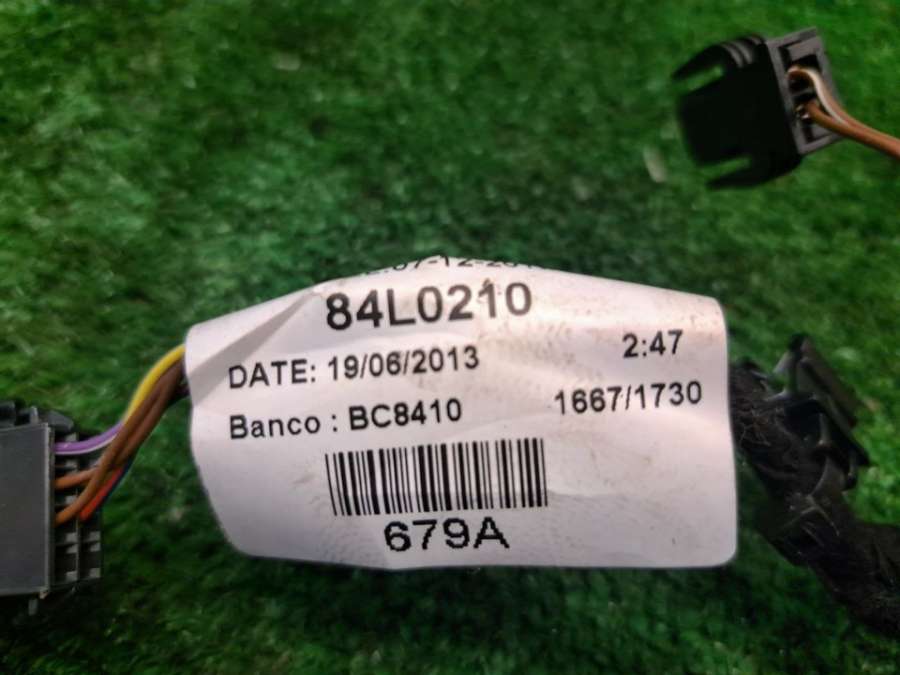 84L0210
DATE: 19/06/2013 2:47
Banco : BC8410 1667/1730
679A